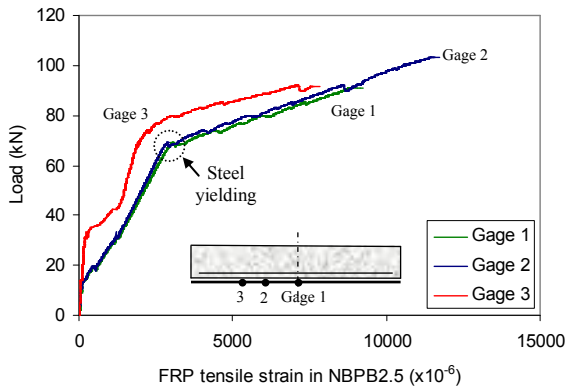 120
100
80
60
40
20
0
Load (kN)
Gage 2
Gage 1
Gage 3
Steel
yielding
3 2 Gage 1
Gage 1
Gage 2
Gage 3
0 5000 10000 15000
FRP tensile strain in NBPB2.5 (x10⁻⁶)